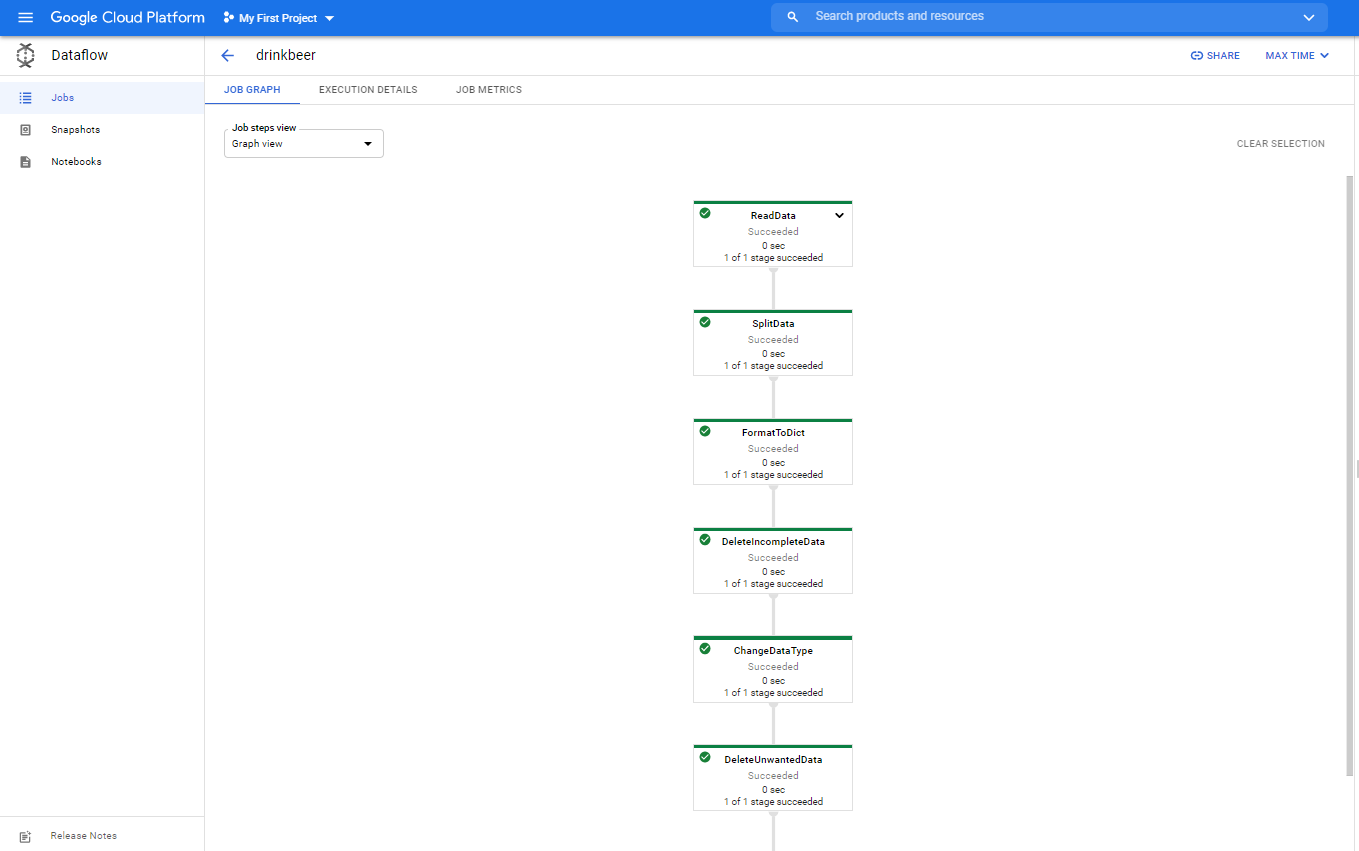 Google Cloud Platform
My First Project
Search products and resources
Dataflow
drinkbeer
SHARE
MAX TIME
Jobs
Snapshots
Notebooks
JOB GRAPH
EXECUTION DETAILS
JOB METRICS
Job steps view
Graph view
CLEAR SELECTION
ReadData
Succeeded
0 sec
1 of 1 stage succeeded
SplitData
Succeeded
0 sec
1 of 1 stage succeeded
FormatToDict
Succeeded
0 sec
1 of 1 stage succeeded
DeleteIncompleteData
Succeeded
0 sec
1 of 1 stage succeeded
ChangeDataType
Succeeded
0 sec
1 of 1 stage succeeded
DeleteUnwantedData
Succeeded
0 sec
1 of 1 stage succeeded
Release Notes